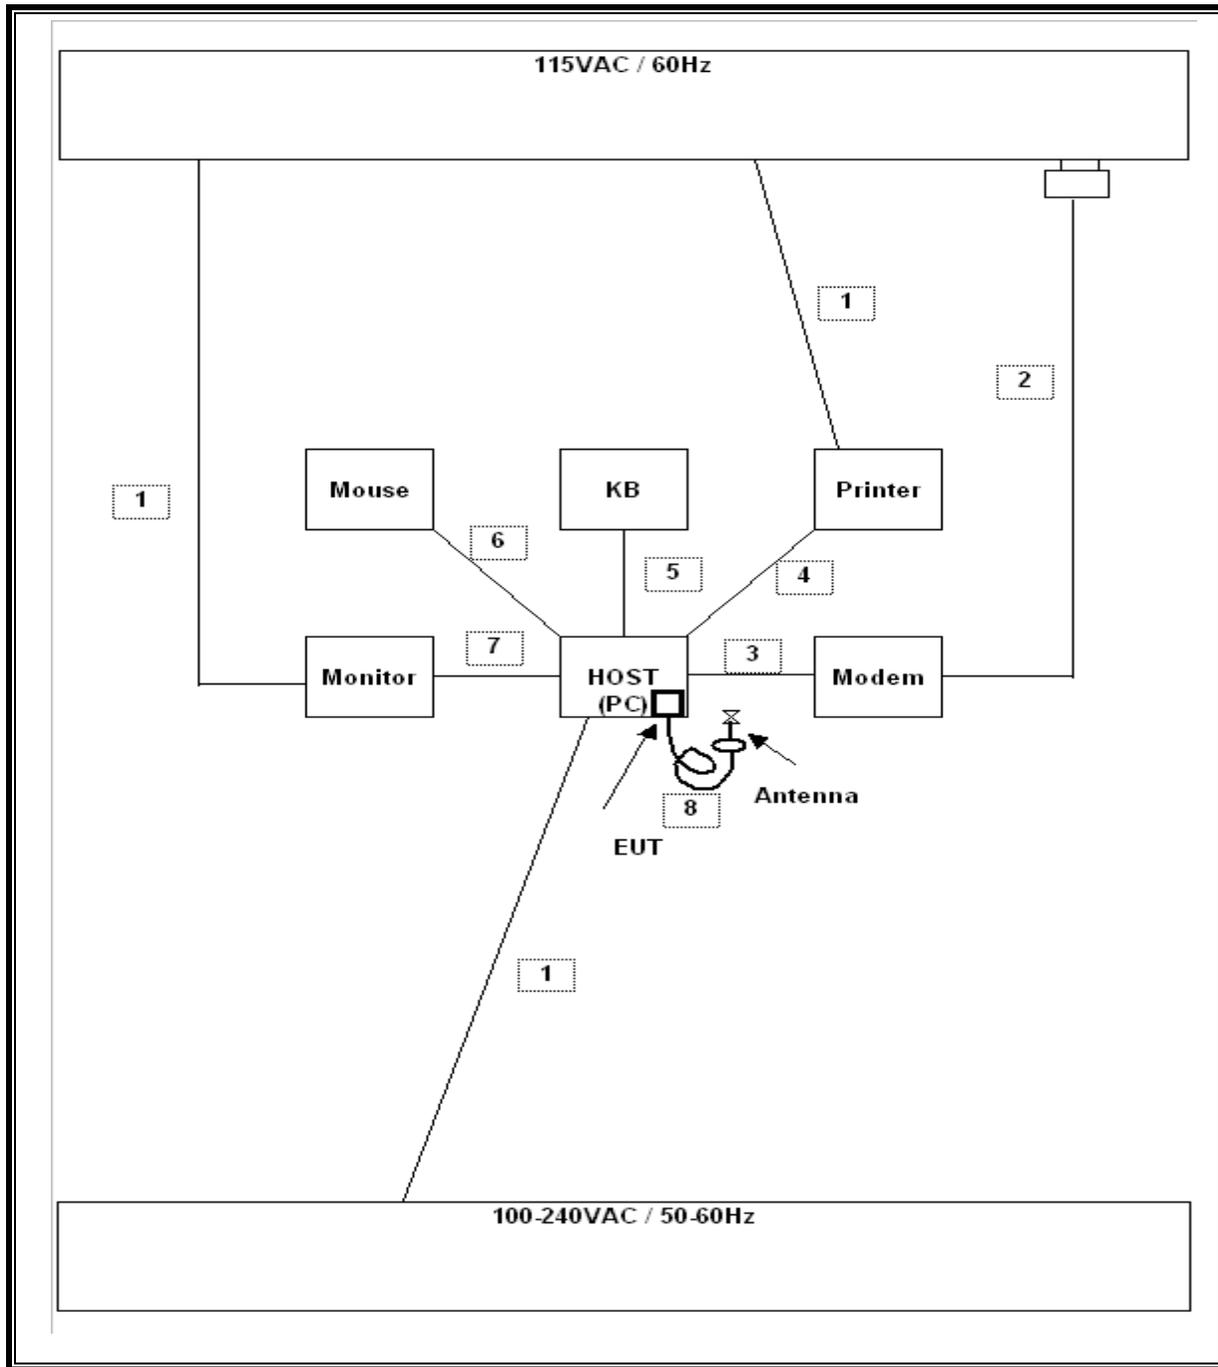 115VAC / 60Hz
1
2
1
Mouse
KB
Printer
6
5
4
7
3
Monitor
HOST
(PC)
Modem
8
Antenna
EUT
1
100-240VAC / 50-60Hz